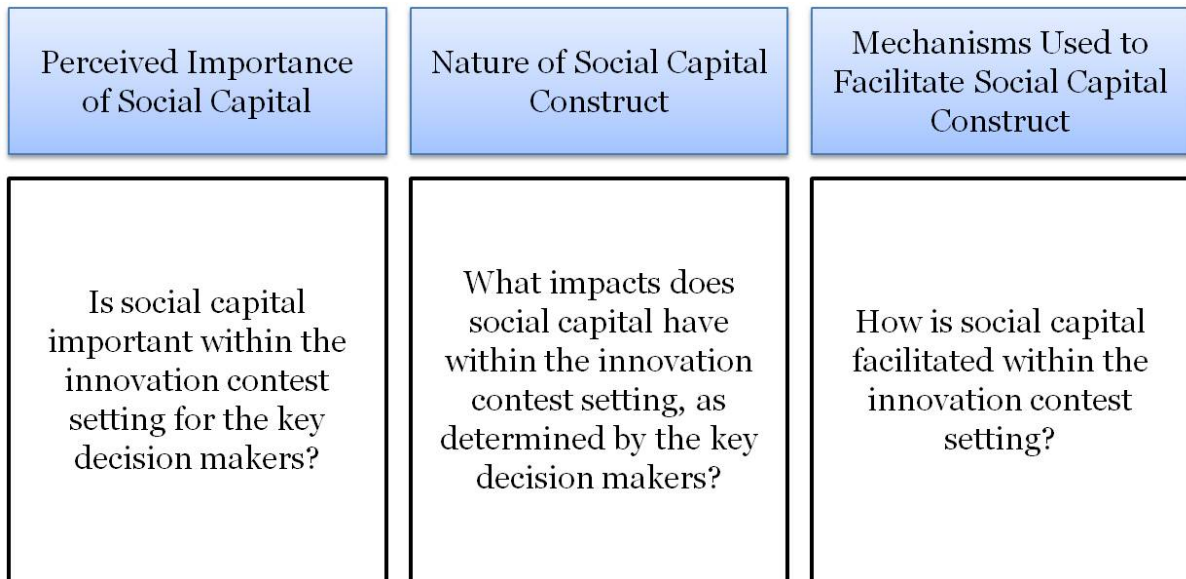 Perceived Importance
of Social Capital
Nature of Social Capital
Construct
Mechanisms Used to
Facilitate Social Capital
Construct
Is social capital
important within the
innovation contest
setting for the key
decision makers?
What impacts does
social capital have
within the innovation
contest setting, as
determined by the key
decision makers?
How is social capital
facilitated within the
innovation contest
setting?